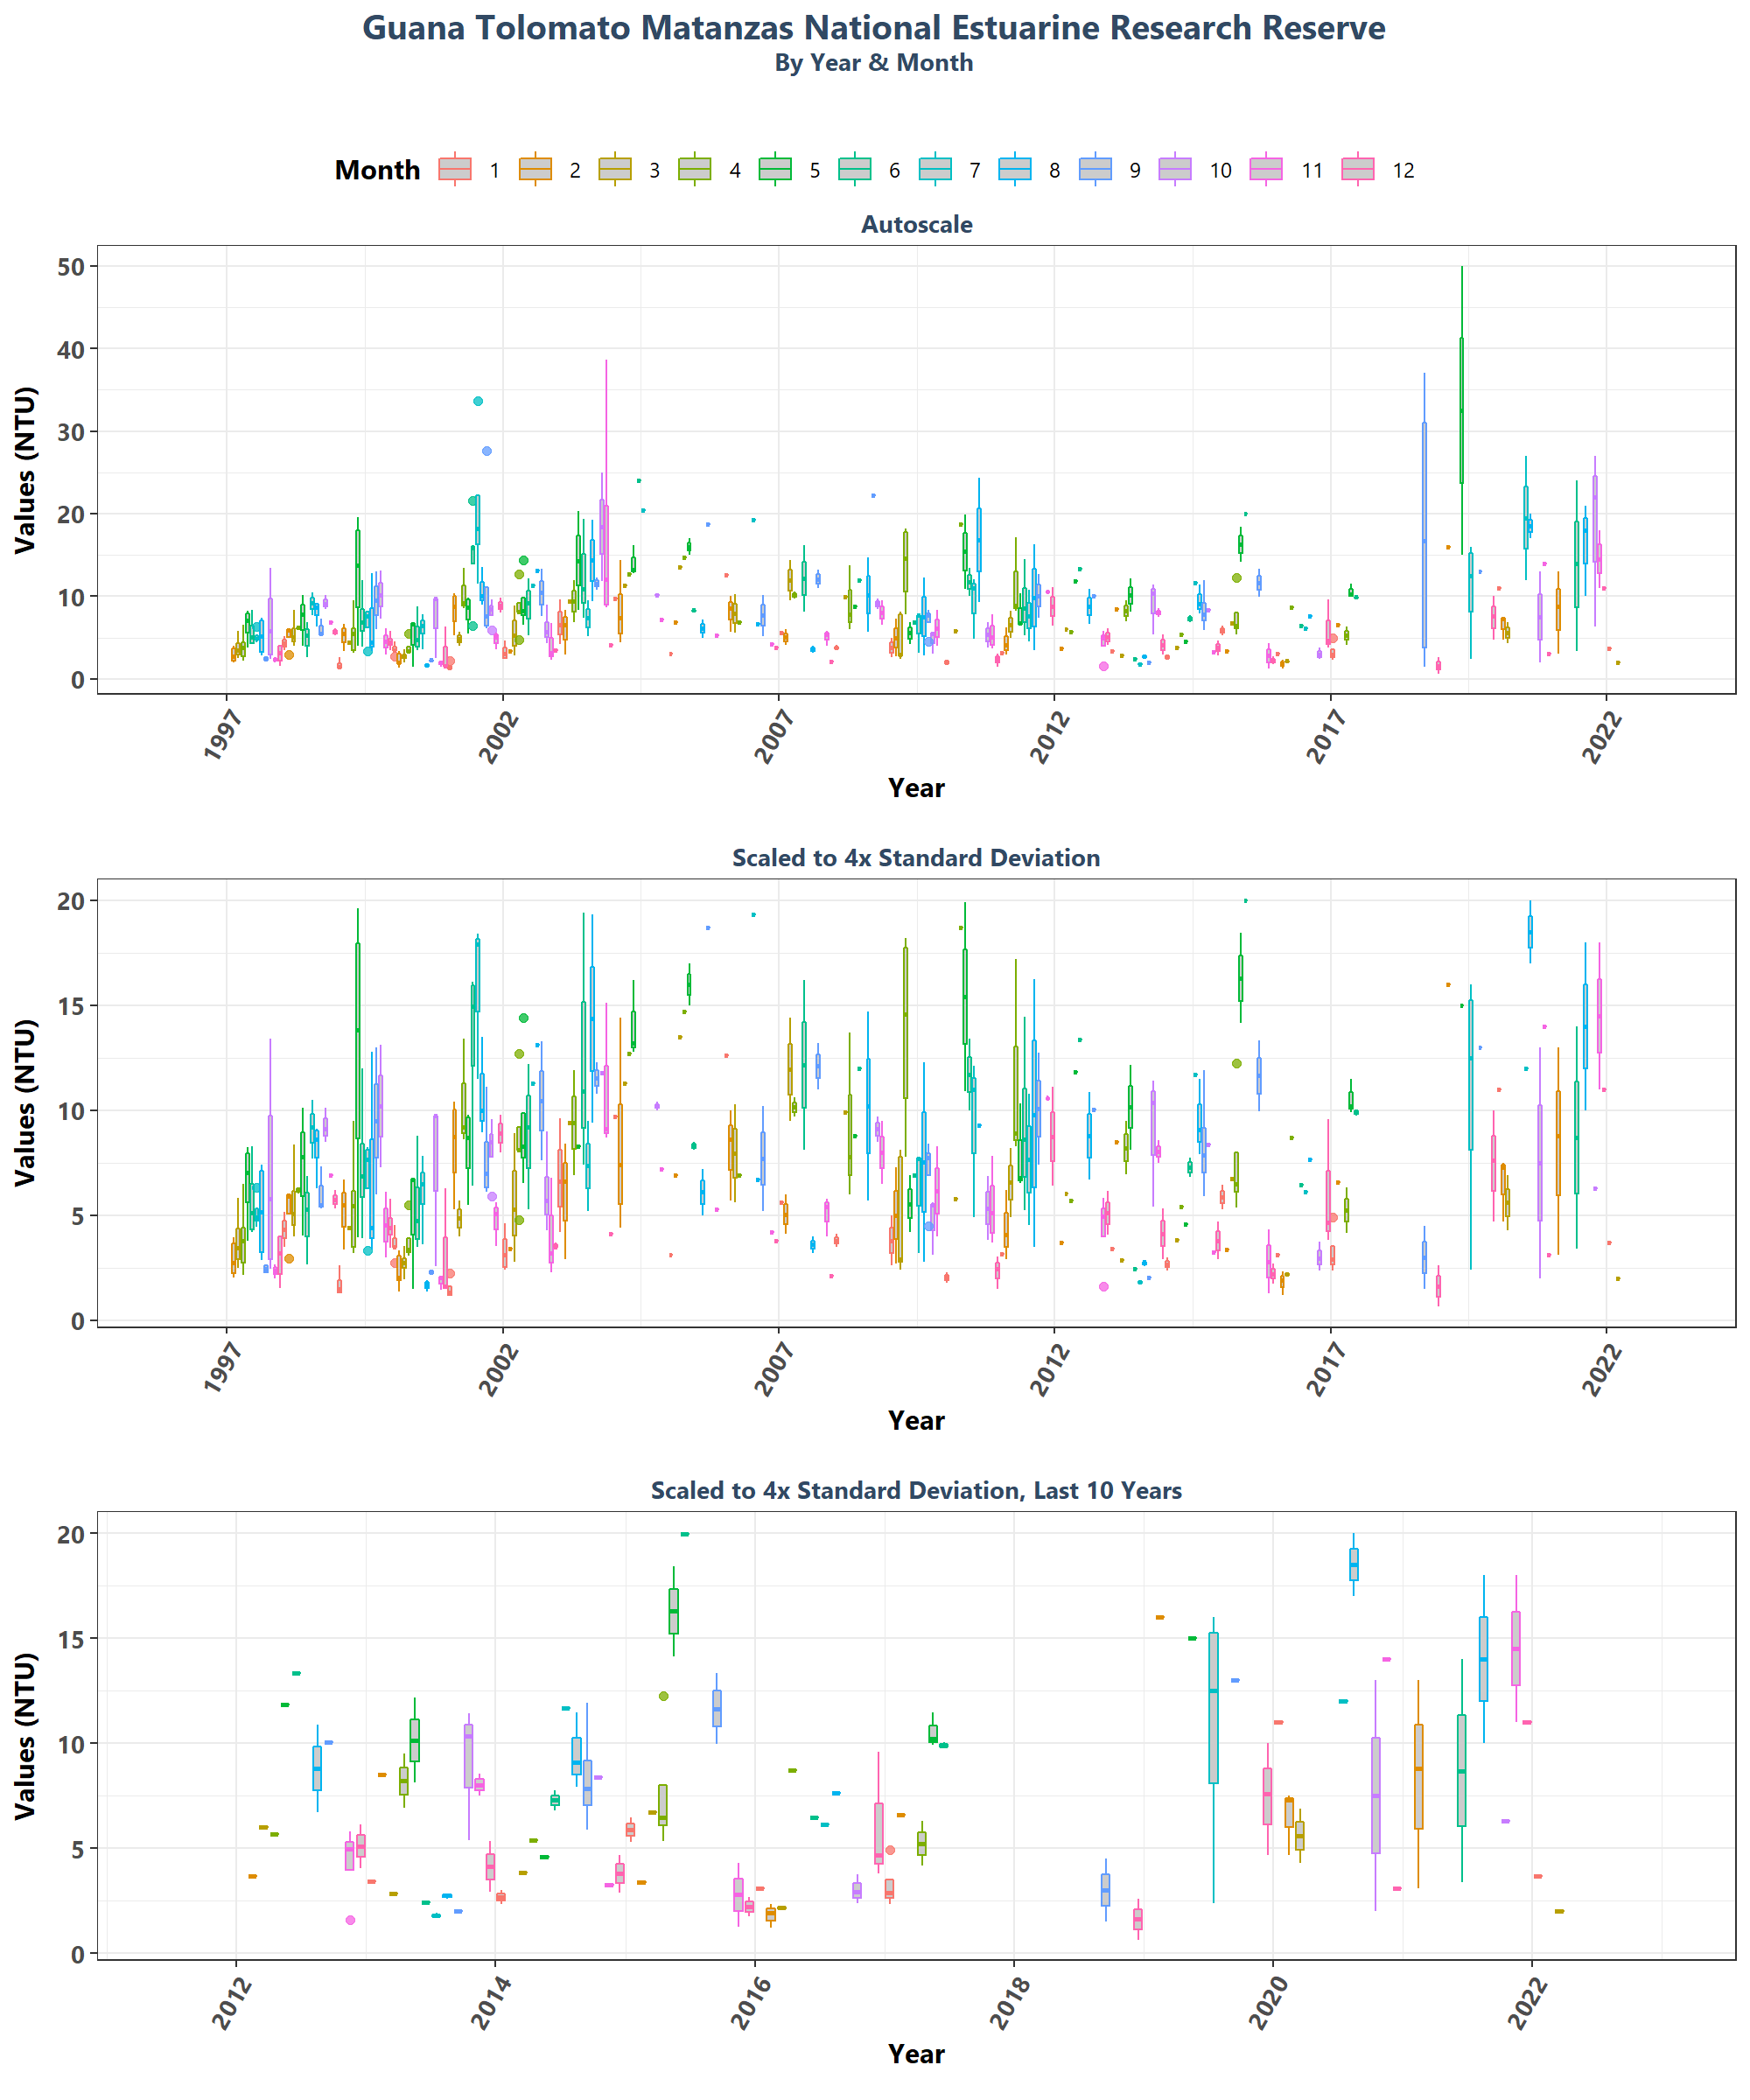 Guana Tolomato Matanzas National Estuarine Research Reserve
By Year & Month
Month 1 2 3 4 5 6 7 8 9 10 11 12
Autoscale
Values (NTU)
50
40
30
20
10
0
1997 2002 2007 2012 2017 2022
Year
Scaled to 4x Standard Deviation
Values (NTU)
20
15
10
5
0
1997 2002 2007 2012 2017 2022
Year
Scaled to 4x Standard Deviation, Last 10 Years
Values (NTU)
20
15
10
5
0
2012 2014 2016 2018 2020 2022
Year